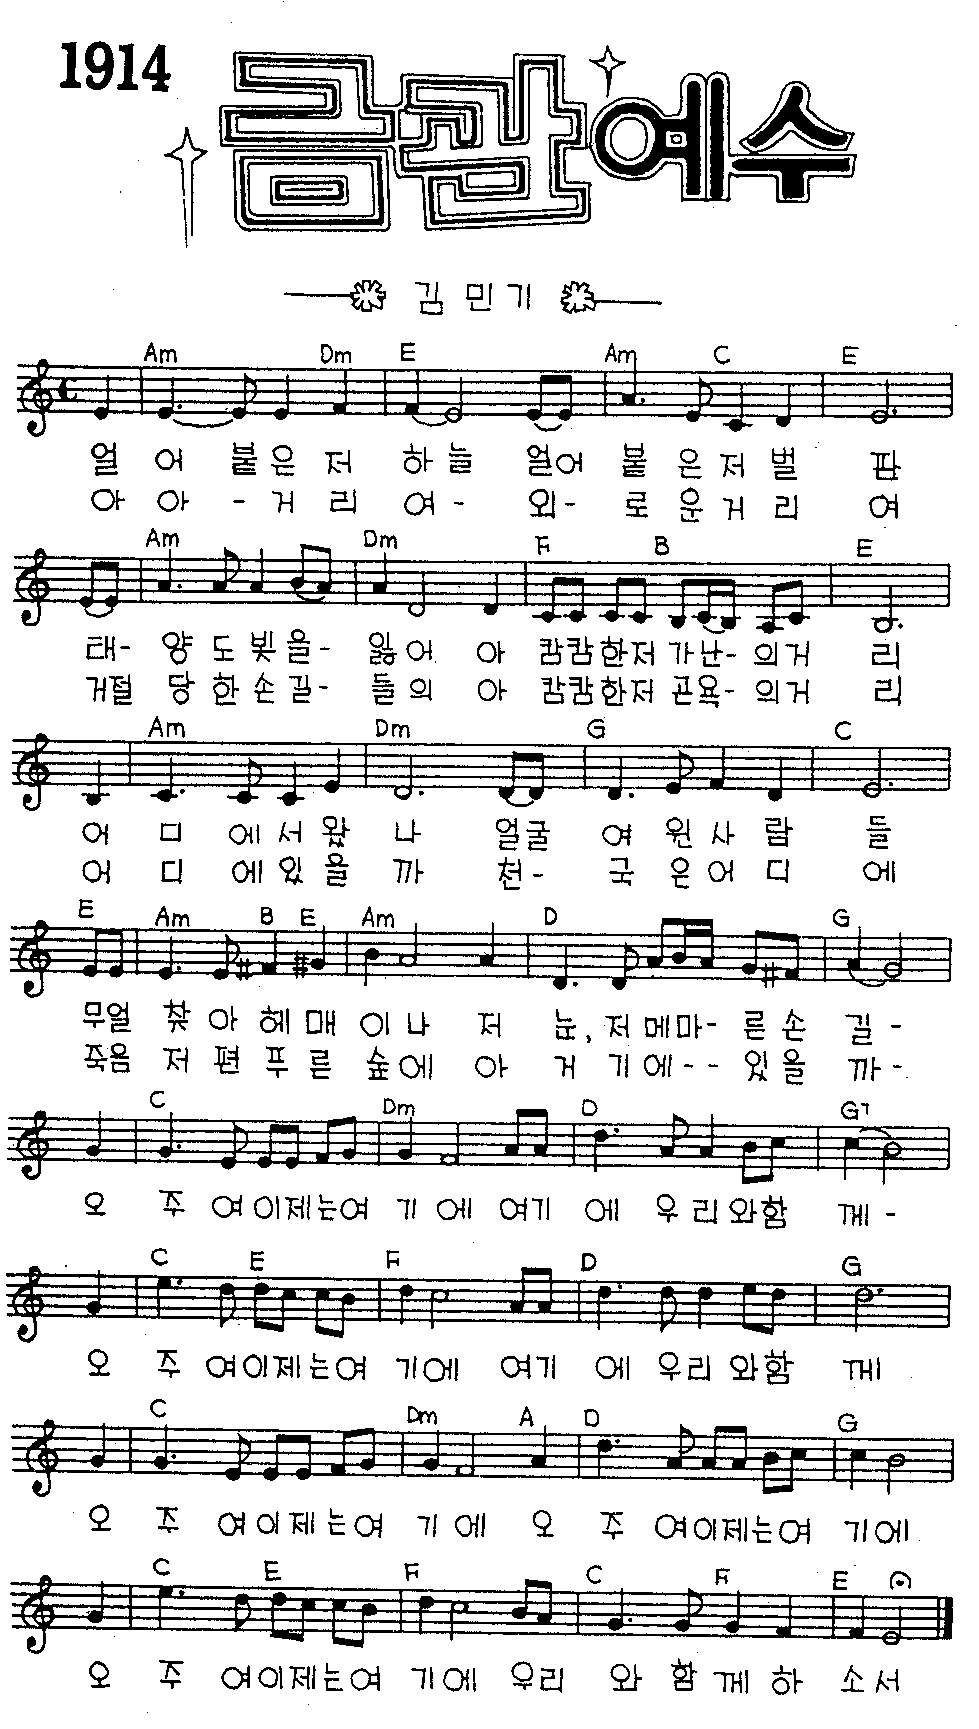 1914
금관예수
김민기
Am Dm E Am C E
얼 어 붙은 저 하늘 얼어 붙 은 저 벌 판
아 아 - 거 리 여 - 외 - 로 운 거 리 여
Am Dm F B E
태- 양 도 빛 을- 잃 어 아 캄캄한저 가난- 의거 리
거절 당 한 손 길- 들 의 아 캄캄한저 곤욕- 의거 리
Am Dm G C
어 디 에 서 왔 나 얼굴 여 윈 사 람 들
어 디 에 있 을 까 천- 국 은 어 디 에
E Am B E Am D G
무얼 찾 아 헤 매 이 나 저 눈, 저 메마- 른 손 길 -
죽음 저 편 푸 른 숲 에 아 거 기 에 - - 있 을 까 -
C Dm D G7
오 주 여 이제는여 기 에 여기 에 우 리 와함 께 -
C E F D G
오 주 여이제는여 기에 여기 에 우리 와함 께
C Dm A D G
오 주 여 이제는여 기 에 오 주 여이제는여 기에
C E F C F E
오 주 여이제는여 기에 우리 와 함 께 하 소 서